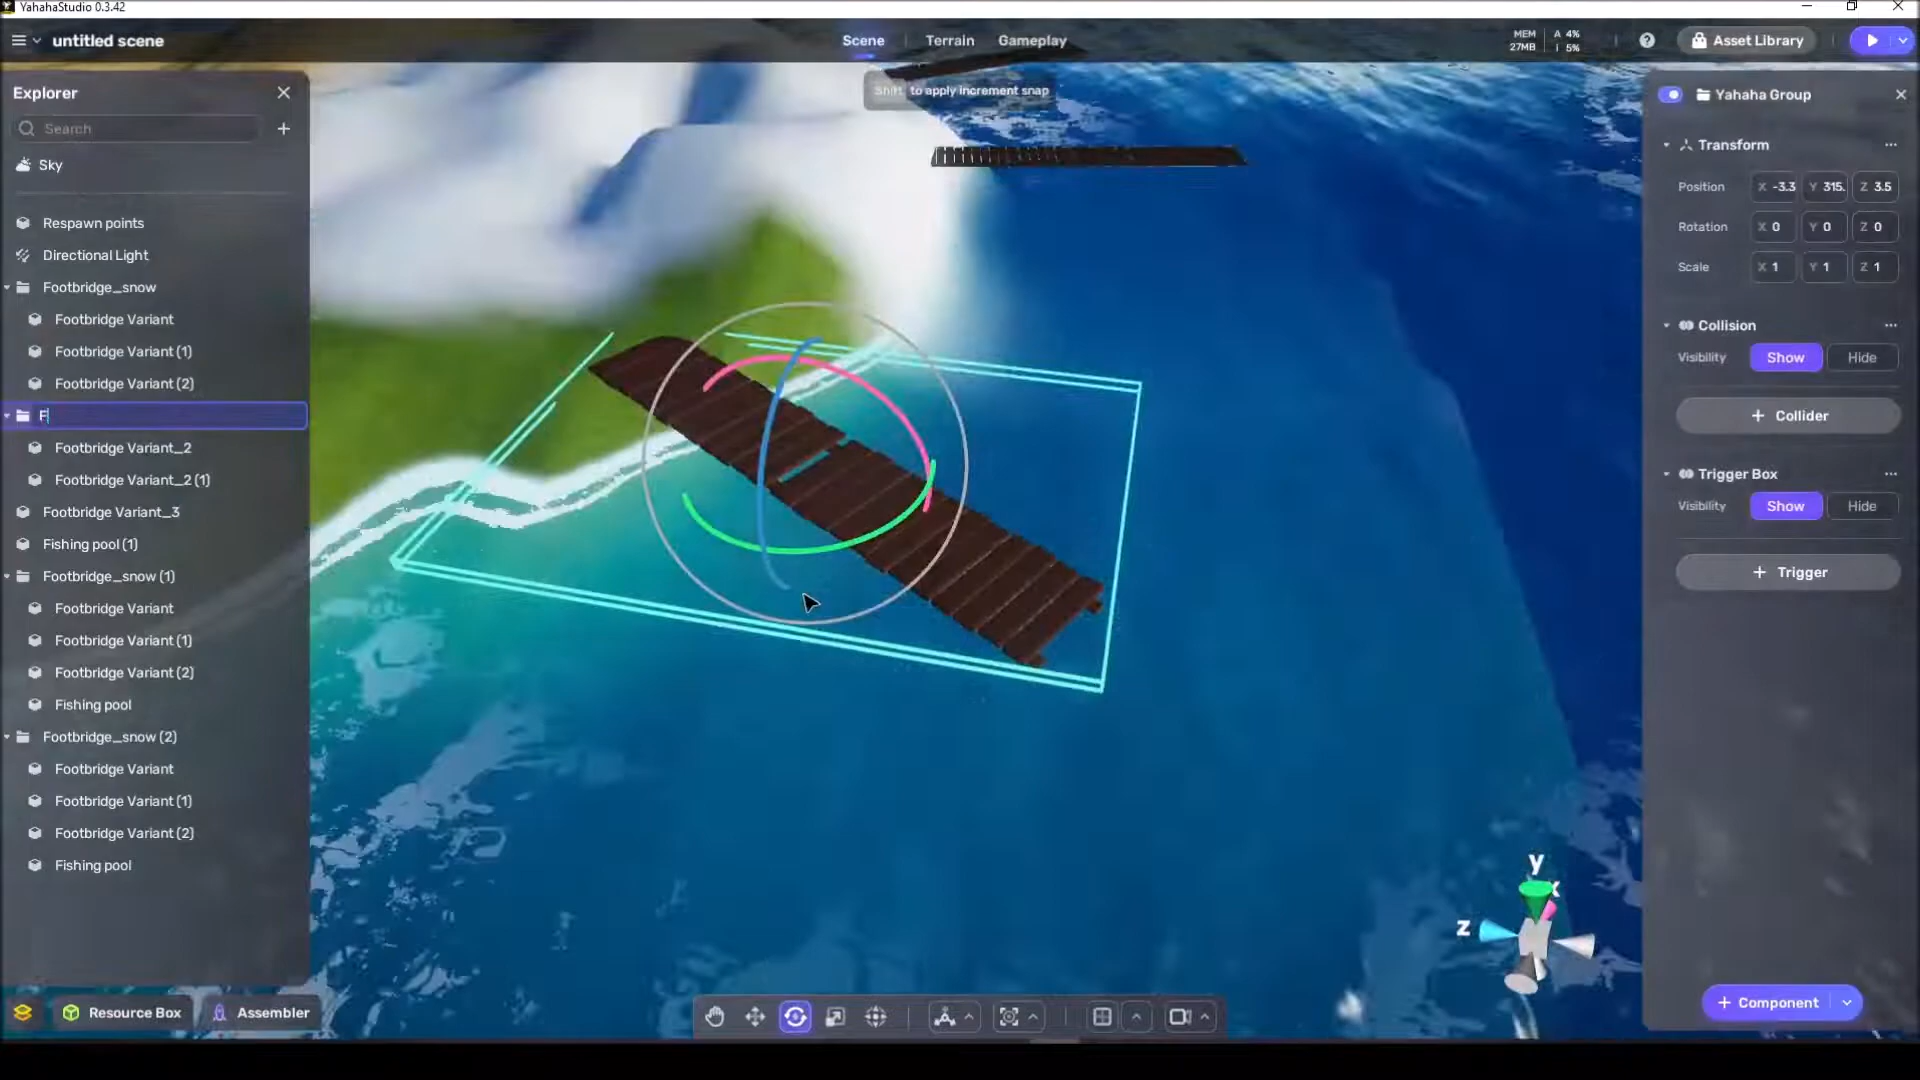 YahahaStudio 0.3.42
untitled scene
Scene
Terrain
Gameplay
MEM
27MB
A 4%
I 5%
Asset Library
Shift to apply increment snap
Explorer
Search
Sky
Respawn points
Directional Light
Footbridge_snow
Footbridge Variant
Footbridge Variant (1)
Footbridge Variant (2)
F
Footbridge Variant_2
Footbridge Variant_2 (1)
Footbridge Variant_3
Fishing pool (1)
Footbridge_snow (1)
Footbridge Variant
Footbridge Variant (1)
Footbridge Variant (2)
Fishing pool
Footbridge_snow (2)
Footbridge Variant
Footbridge Variant (1)
Footbridge Variant (2)
Fishing pool
Resource Box
Assembler
Yahaha Group
Transform
Position X -3.3 Y 315. Z 3.5
Rotation X 0 Y 0 Z 0
Scale X 1 Y 1 Z 1
Collision
Visibility Show Hide
+ Collider
Trigger Box
Visibility Show Hide
+ Trigger
y
x
z
+ Component